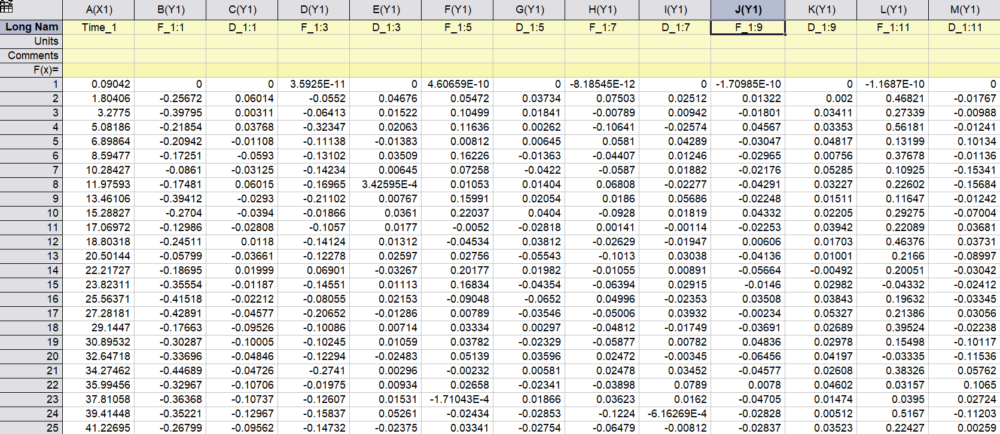 A(X1) B(Y1) C(Y1) D(Y1) E(Y1) F(Y1) G(Y1) H(Y1) I(Y1) J(Y1) K(Y1) L(Y1) M(Y1)
Long Nam Time_1 F_1:1 D_1:1 F_1:3 D_1:3 F_1:5 D_1:5 F_1:7 D_1:7 F_1:9 D_1:9 F_1:11 D_1:11
Units
Comments
F(x)=
1 0.09042 0 0 3.5925E-11 0 4.60659E-10 0 -8.18545E-12 0 -1.70985E-10 0 -1.1687E-10 0
2 1.80406 -0.25672 0.06014 -0.0552 0.04676 0.05472 0.03734 0.07503 0.02512 0.01322 0.002 0.46821 -0.01767
3 3.2775 -0.39795 0.00311 -0.06413 0.01522 0.10499 0.01841 -0.00789 0.00942 -0.01801 0.03411 0.27339 -0.00988
4 5.08186 -0.21854 0.03768 -0.32347 0.02063 0.11636 0.00262 -0.10641 -0.02574 0.04567 0.03353 0.56181 -0.01241
5 6.89864 -0.20942 -0.01108 -0.11138 -0.01383 0.00812 0.00645 0.0581 0.04289 -0.03047 0.04817 0.13199 0.10134
6 8.59477 -0.17251 -0.0593 -0.13102 0.03509 0.16226 -0.01363 -0.04407 0.01246 -0.02965 0.00756 0.37678 -0.01136
7 10.28427 -0.0861 -0.03125 -0.14234 0.00645 0.07258 -0.0422 -0.0587 0.01882 -0.02176 0.05285 0.10925 -0.15341
8 11.97593 -0.17481 0.06015 -0.16965 3.42595E-4 0.01053 0.01404 0.06808 -0.02277 -0.04291 0.03227 0.22602 -0.15684
9 13.46106 -0.39412 -0.0293 -0.21102 0.00767 0.15991 0.02054 0.0186 0.05686 -0.02248 0.01511 0.11647 -0.01242
10 15.28827 -0.2704 -0.0394 -0.01866 0.0361 0.22037 0.0404 -0.0928 0.01819 0.04332 0.02205 0.29275 -0.07004
11 17.06972 -0.12986 -0.02808 -0.1057 0.0177 -0.0052 -0.02818 0.00141 -0.00114 -0.02253 0.03942 0.22089 0.03681
12 18.80318 -0.24511 0.0118 -0.14124 0.01312 -0.04534 0.03812 -0.02629 -0.01947 0.00606 0.01703 0.46376 0.03731
13 20.50144 -0.05799 -0.03661 -0.12278 0.02597 0.02756 -0.05543 -0.1013 0.03038 -0.04136 0.01001 0.2166 -0.08997
14 22.21727 -0.18695 0.01999 0.06901 -0.03267 0.20177 0.01982 -0.01055 0.00891 -0.05664 -0.00492 0.20051 -0.03042
15 23.82311 -0.35554 -0.01187 -0.14551 0.01113 0.16834 -0.04354 -0.06394 0.02915 -0.0146 0.02982 -0.04332 -0.02412
16 25.56371 -0.41518 -0.02212 -0.08055 0.02153 -0.09048 -0.0652 0.04996 -0.02353 0.03508 0.03843 0.19632 -0.03345
17 27.28181 -0.42891 -0.04577 -0.20652 -0.01286 0.00789 -0.03546 -0.05006 0.03932 -0.00234 0.05327 0.21386 0.03056
18 29.1447 -0.17663 -0.09526 -0.10086 0.00714 0.03334 0.00297 -0.04812 -0.01749 -0.03691 0.02689 0.39524 -0.02238
19 30.89532 -0.30287 -0.10005 -0.10245 0.01059 0.03782 -0.02329 -0.05877 0.00782 0.04836 0.02978 0.15498 -0.10117
20 32.64718 -0.33696 -0.04846 -0.12294 -0.02483 0.05139 0.03596 0.02472 -0.00345 -0.06456 0.04197 -0.03335 -0.11536
21 34.27462 -0.44689 -0.04726 -0.2741 0.00296 -0.00232 0.00581 0.02478 0.03452 -0.04577 0.02608 0.38326 0.05762
22 35.99456 -0.32967 -0.10706 -0.01975 0.00934 0.02658 -0.02341 -0.03898 0.0789 0.0078 0.04602 0.03157 0.1065
23 37.81058 -0.36368 -0.10737 -0.12607 0.01531 -1.71043E-4 0.01866 0.03623 0.0162 -0.04705 0.01474 0.0395 0.02724
24 39.41448 -0.35221 -0.12967 -0.15837 0.05261 -0.02434 -0.02853 -0.1224 -6.16269E-4 -0.02828 0.00512 0.5167 -0.11203
25 41.22695 -0.26799 -0.09562 -0.14732 -0.02375 0.03341 -0.02754 -0.06479 -0.00812 -0.02837 0.03523 0.22427 0.00259